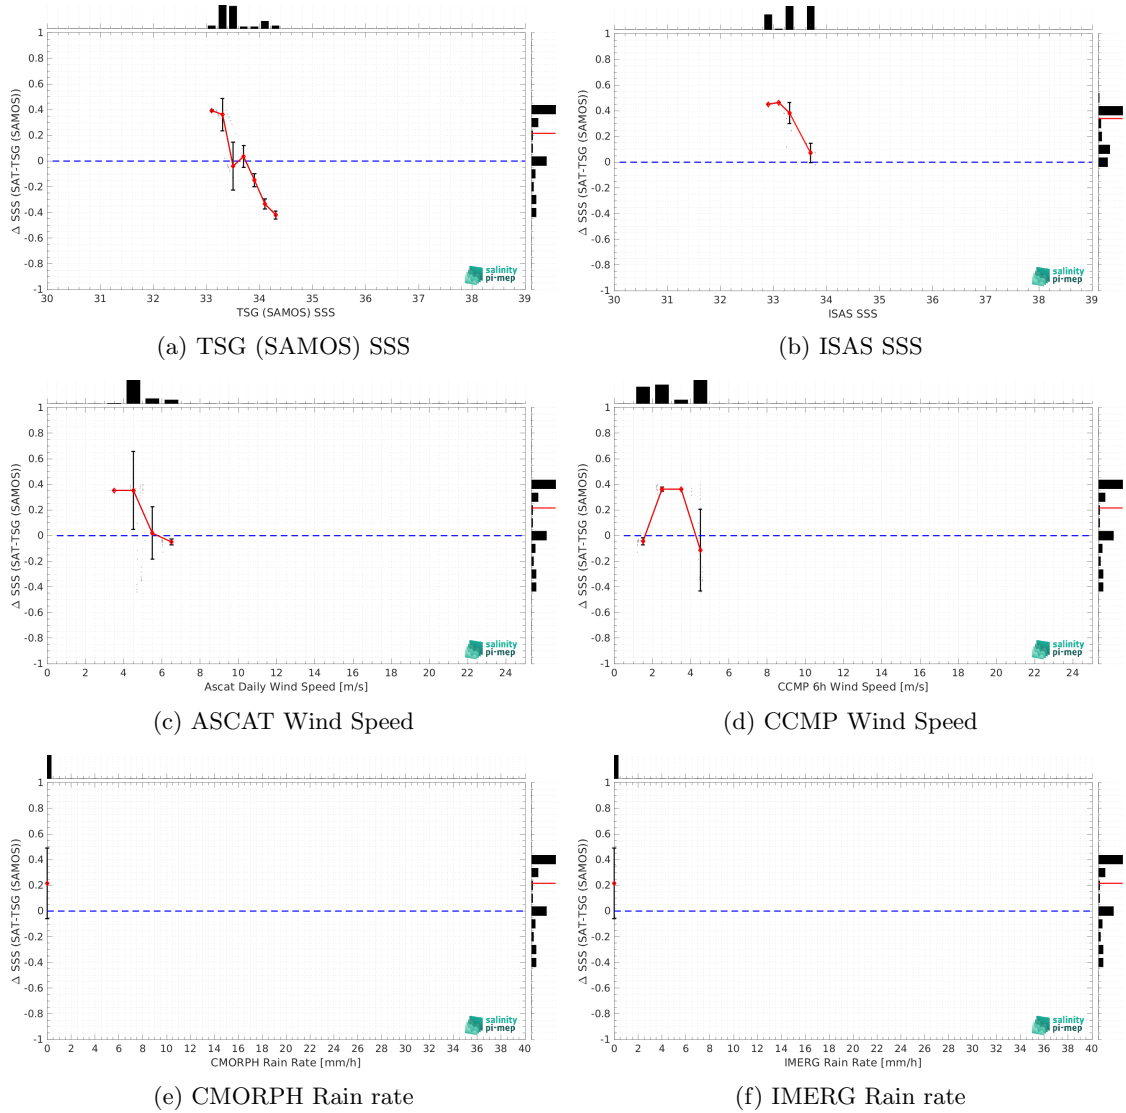 1
0.8
0.6
0.4
0.2
0
-0.2
-0.4
-0.6
-0.8
-1
Δ SSS (SAT-TSG (SAMOS))
30 31 32 33 34 35 36 37 38 39
TSG (SAMOS) SSS
salinity
pi-mep
(a) TSG (SAMOS) SSS
1
0.8
0.6
0.4
0.2
0
-0.2
-0.4
-0.6
-0.8
-1
Δ SSS (SAT-TSG (SAMOS)
30 31 32 33 34 35 36 37 38 39
ISAS SSS
salinity
pi-mep
(b) ISAS SSS
1
0.8
0.6
0.4
0.2
0
-0.2
-0.4
-0.6
-0.8
-1
Δ SSS (SAT-TSG (SAMOS))
0 2 4 6 8 10 12 14 16 18 20 22 24
Ascat Daily Wind Speed [m/s]
salinity
pi-mep
(c) ASCAT Wind Speed
1
0.8
0.6
0.4
0.2
0
-0.2
-0.4
-0.6
-0.8
-1
Δ SSS (SAT-TSG (SAMOS))
0 2 4 6 8 10 12 14 16 18 20 22 24
CCMP 6h Wind Speed [m/s]
salinity
pi-mep
(d) CCMP Wind Speed
1
0.8
0.6
0.4
0.2
0
-0.2
-0.4
-0.6
-0.8
-1
Δ SSS (SAT-TSG (SAMOS))
0 2 4 6 8 10 12 14 16 18 20 22 24 26 28 30 32 34 36 38 40
CMORPH Rain Rate [mm/h]
salinity
pi-mep
(e) CMORPH Rain rate
1
0.8
0.6
0.4
0.2
0
-0.2
-0.4
-0.6
-0.8
-1
Δ SSS (SAT-TSG (SAMOS))
0 2 4 6 8 10 12 14 16 18 20 22 24 26 28 30 32 34 36 38 40
IMERG Rain Rate [mm/h]
salinity
pi-mep
(f) IMERG Rain rate